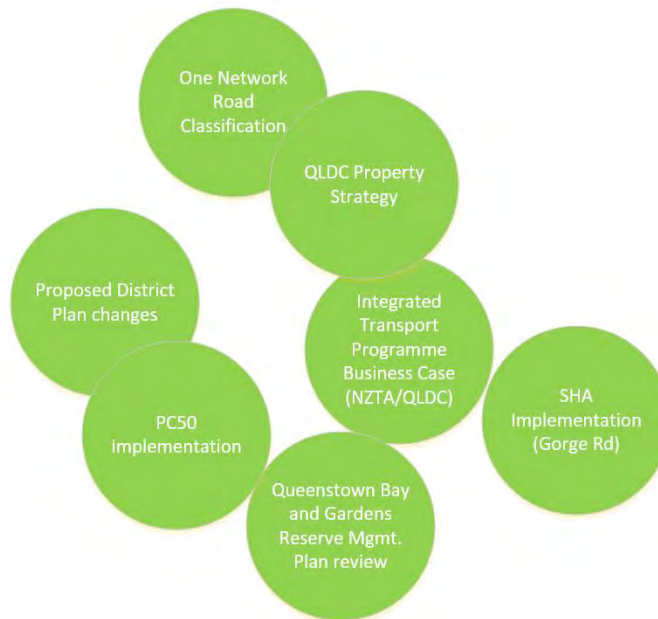 One Network
Road
Classification
QLDC Property
Strategy
Proposed District
Plan changes
Integrated
Transport
Programme
Business Case
(NZTA/QLDC)
SHA
Implementation
(Gorge Rd)
PC50
Implementation
Queenstown Bay
and Gardens
Reserve Mgmt.
Plan review